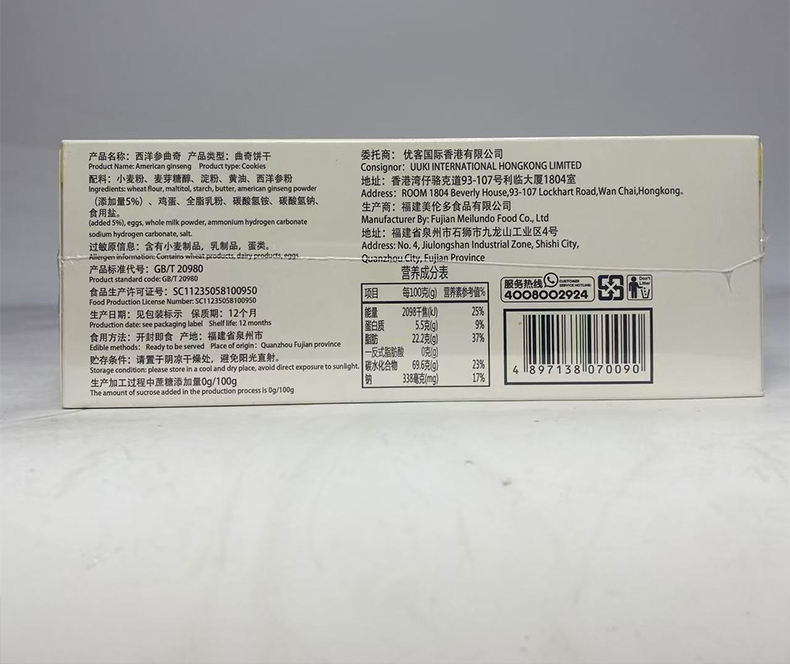 产品名称：西洋参曲奇 产品类型：曲奇饼干
Product Name: American ginseng Product type: Cookies
配料：小麦粉、麦芽糖醇、淀粉、黄油、西洋参粉
Ingredients: wheat flour, maltitol, starch, butter, american ginseng powder
（添加量5%）、鸡蛋、全脂乳粉、碳酸氢铵、碳酸氢钠、
食用盐。
(added 5%), eggs, whole milk powder, ammonium hydrogen carbonate
sodium hydrogen carbonate, salt.
过敏原信息：含有小麦制品，乳制品，蛋类。
Allergen information: Contains wheat products, dairy products, eggs
产品标准代号：GB/T 20980
Product standard code: GB/T 20980
食品生产许可证号：SC11235058100950
Food Production License Number: SC11235058100950
生产日期：见包装标示 保质期：12个月
Production date: see packaging label Shelf life: 12 months
食用方法：开封即食 产地：福建省泉州市
Edible methods: Ready to be served Place of origin: Quanzhou Fujian province
贮存条件：请置于阴凉干燥处，避免阳光直射。
Storage condition: please store in a cool and dry place, avoid direct exposure to sunlight.
生产加工过程中蔗糖添加量0g/100g
The amount of sucrose added in the production process is 0g/100g
委托商：优客国际香港有限公司
Consignor: UUKI INTERNATIONAL HONGKONG LIMITED
地址：香港湾仔骆克道93-107号利临大厦1804室
Address: ROOM 1804 Beverly House,93-107 Lockhart Road,Wan Chai,Hongkong。
生产商：福建美伦多食品有限公司
Manufacturer By: Fujian Meilundo Food Co., Ltd
地址：福建省泉州市石狮市九龙山工业区4号
Address: No. 4, Jiulongshan Industrial Zone, Shishi City,
Quanzhou City, Fujian Province
营养成分表
项目 每100克(g) 营养素参考值%
能量 2098千焦(kJ) 25%
蛋白质 5.5克(g) 9%
脂肪 22.2克(g) 37%
—反式脂肪酸 0克(g)
碳水化合物 69.6克(g) 23%
钠 338毫克(mg) 17%
服务热线 CUSTOMER SERVICE HOTLINE
4008002924
Don't Litter
4 897138 070090